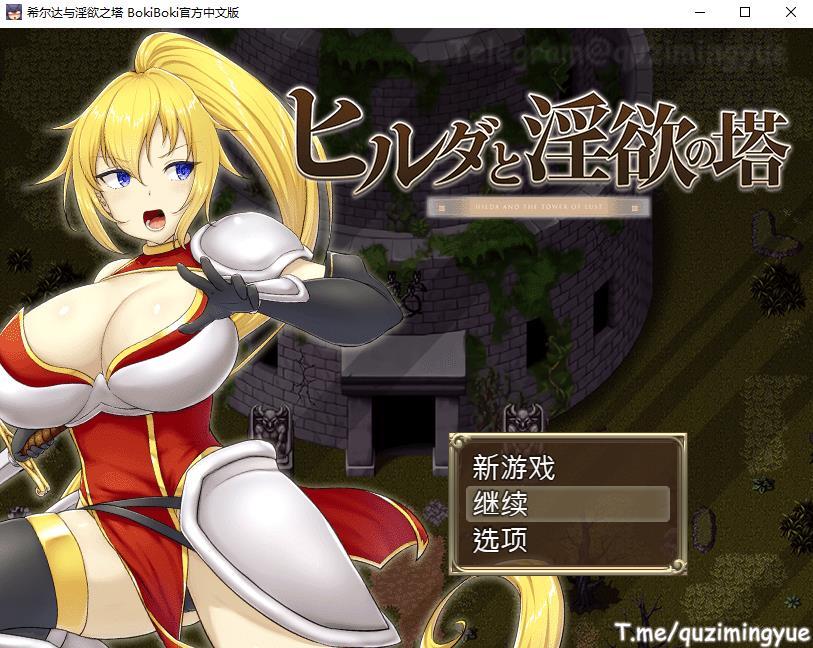 希尔达与淫欲之塔 BokiBoki官方中文版
Telegram@quzimingyue
ヒルダと淫欲の塔
HILDA AND THE TOWER OF LUST
新游戏
继续
选项
T.me/quzimingyue